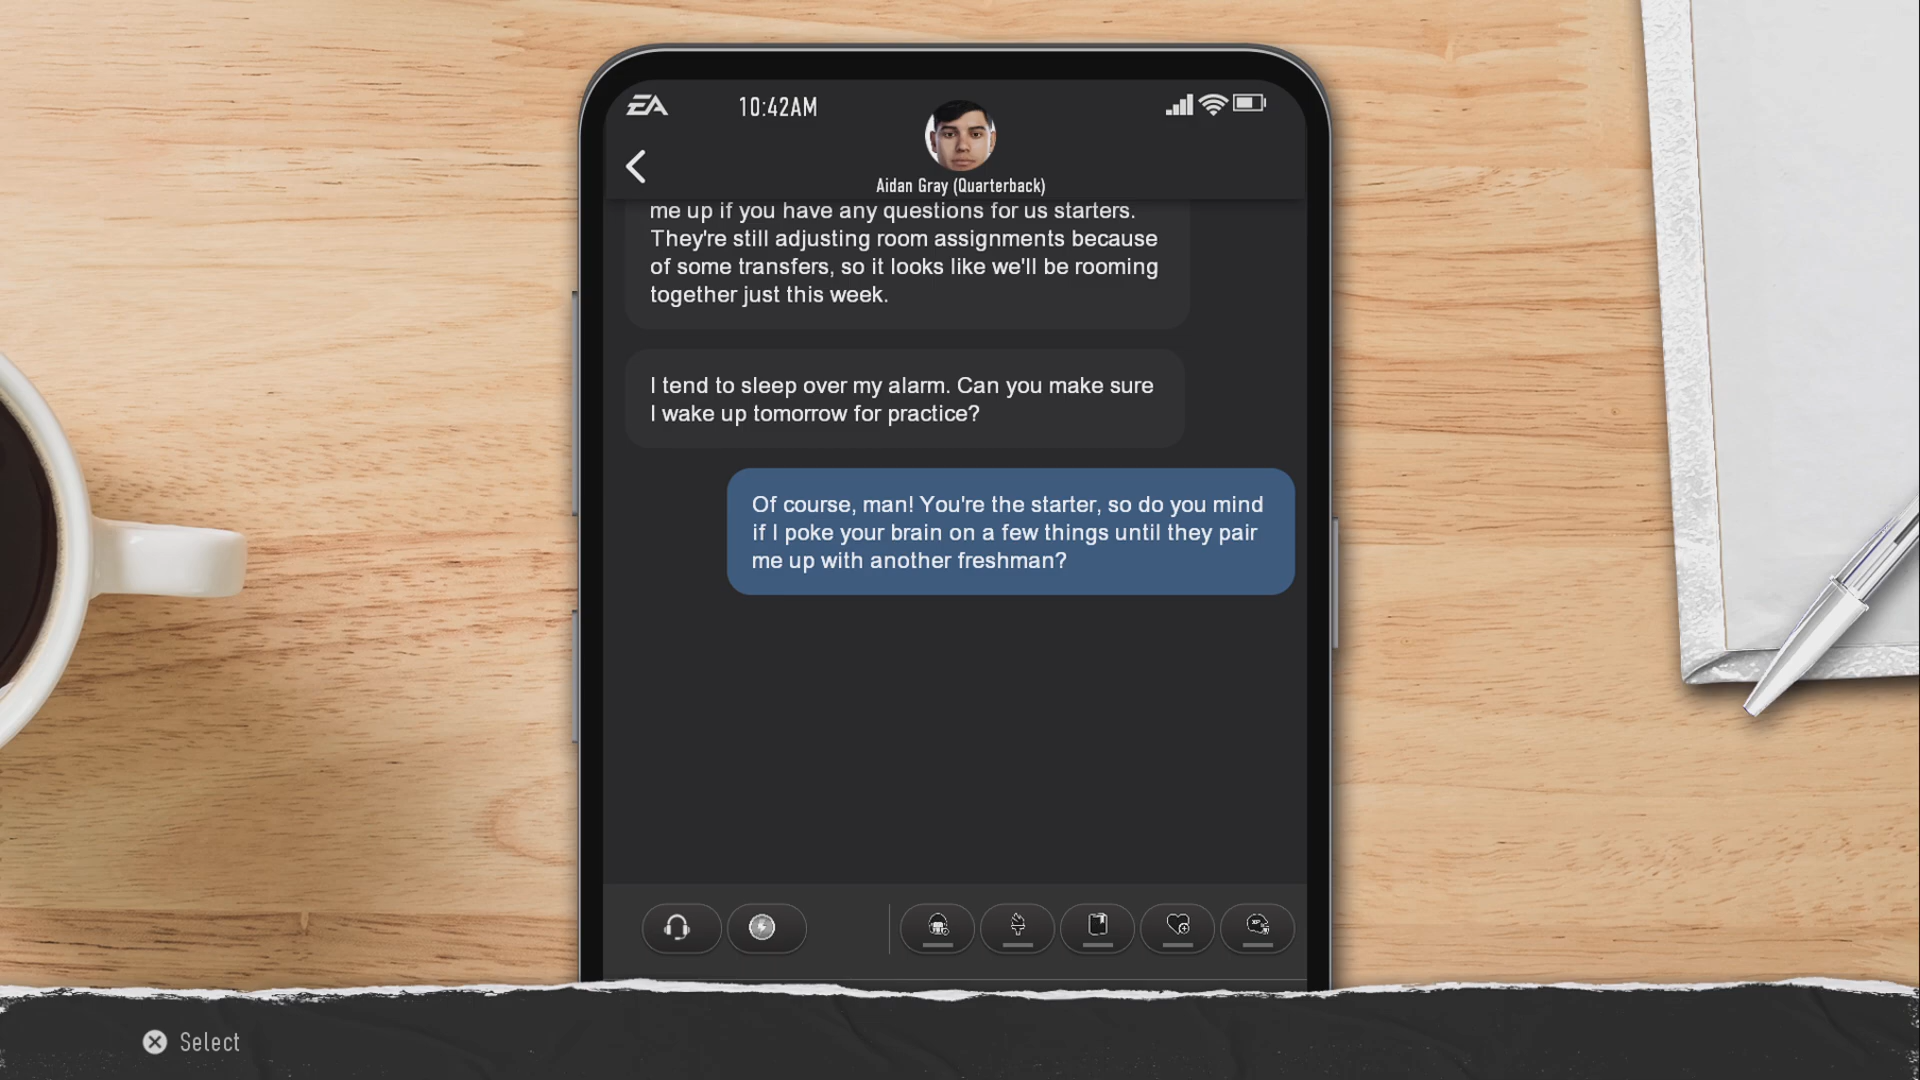 EA
10:42AM
Aidan Gray (Quarterback)
me up if you have any questions for us starters.
They're still adjusting room assignments because
of some transfers, so it looks like we'll be rooming
together just this week.
I tend to sleep over my alarm. Can you make sure
I wake up tomorrow for practice?
Of course, man! You're the starter, so do you mind
if I poke your brain on a few things until they pair
me up with another freshman?
XP
Select